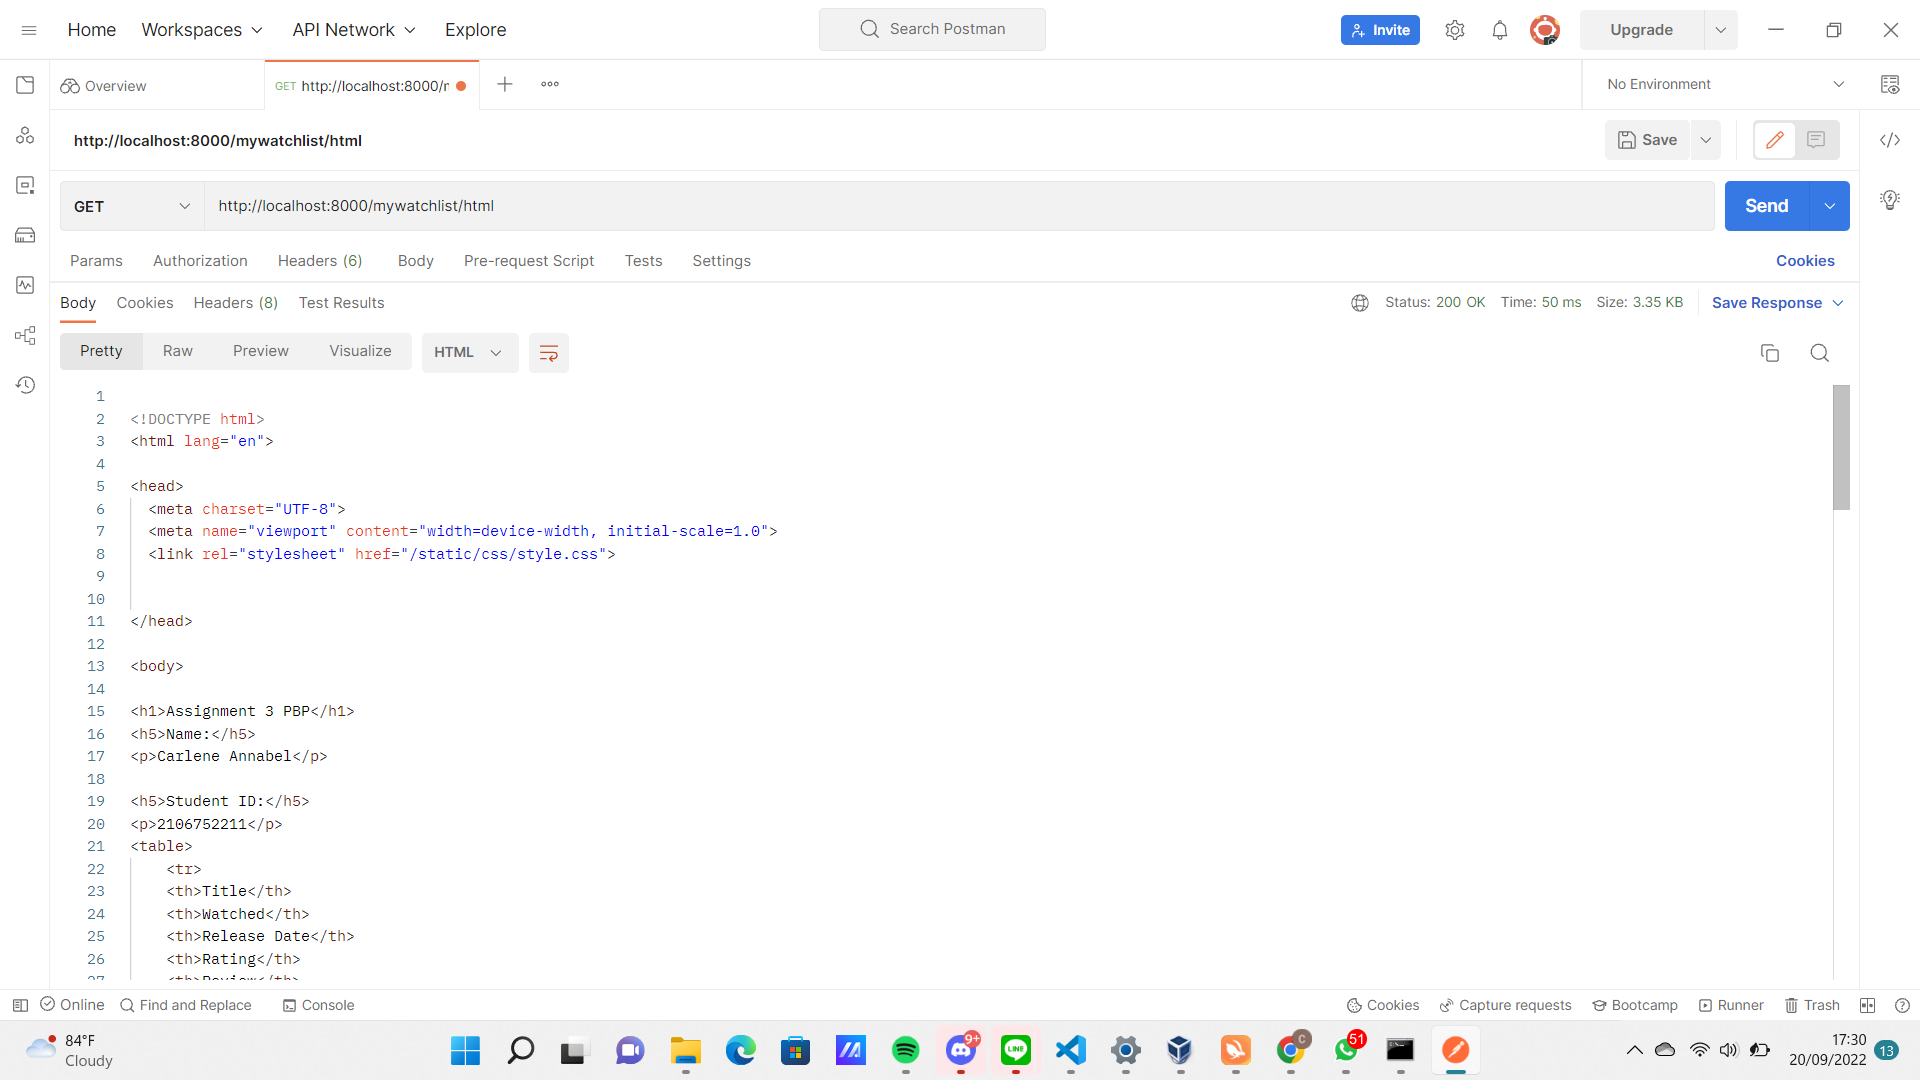 Home Workspaces API Network Explore Search Postman Invite Upgrade
Overview GET http://localhost:8000/m No Environment
http://localhost:8000/mywatchlist/html Save
GET http://localhost:8000/mywatchlist/html Send
Params Authorization Headers (6) Body Pre-request Script Tests Settings Cookies
Body Cookies Headers (8) Test Results Status: 200 OK Time: 50 ms Size: 3.35 KB Save Response
Pretty Raw Preview Visualize HTML
1
2 <!DOCTYPE html>
3 <html lang="en">
4
5 <head>
6 <meta charset="UTF-8">
7 <meta name="viewport" content="width=device-width, initial-scale=1.0">
8 <link rel="stylesheet" href="/static/css/style.css">
9
10
11 </head>
12
13 <body>
14
15 <h1>Assignment 3 PBP</h1>
16 <h5>Name:</h5>
17 <p>Carlene Annabel</p>
18
19 <h5>Student ID:</h5>
20 <p>2106752211</p>
21 <table>
22 <tr>
23 <th>Title</th>
24 <th>Watched</th>
25 <th>Release Date</th>
26 <th>Rating</th>
27 <th>Review</th>
Online Find and Replace Console Cookies Capture requests Bootcamp Runner Trash
84°F
Cloudy
9+
LINE
C
51
17:30
20/09/2022
13